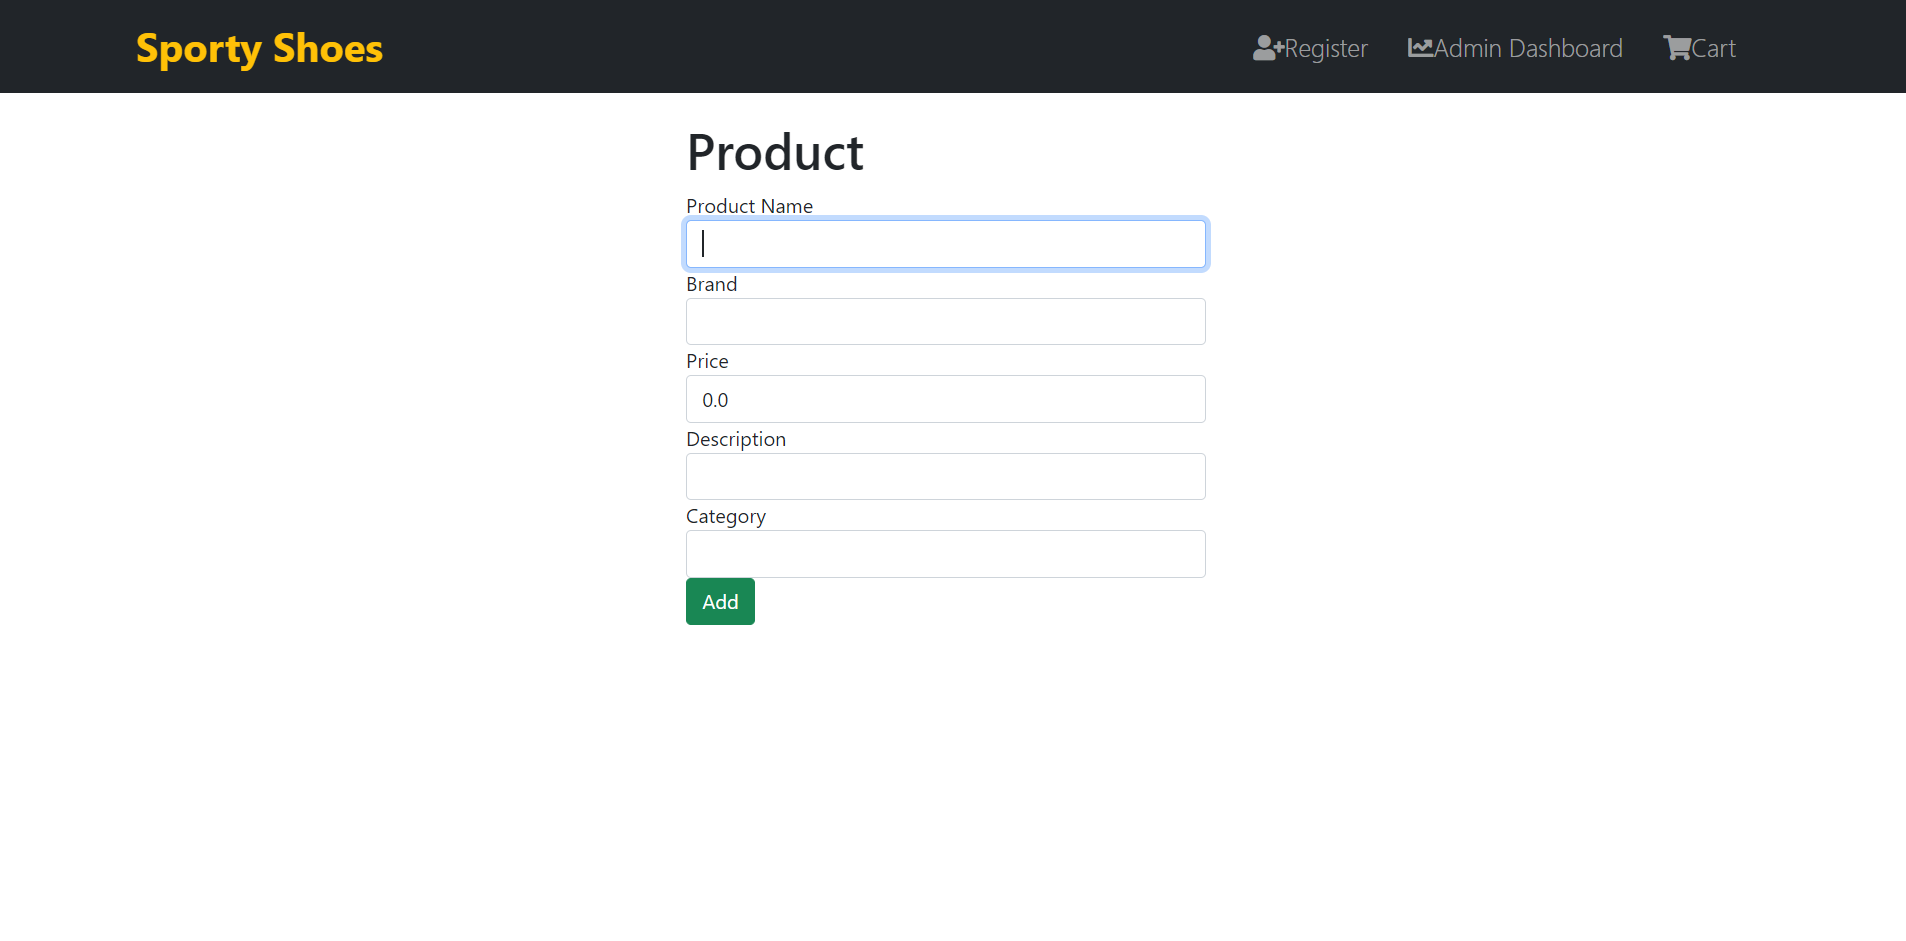 Sporty Shoes Register Admin Dashboard Cart
Product
Product Name
Brand
Price
0.0
Description
Category
Add